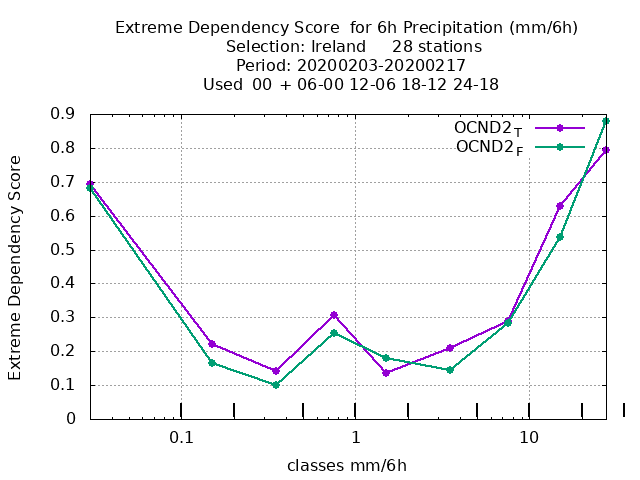 Extreme Dependency Score  for 6h Precipitation (mm/6h)
Selection: Ireland     28 stations
Period: 20200203-20200217
Used  00  + 06-00 12-06 18-12 24-18
OCND2T
OCND2F
Extreme Dependency Score
0.9
0.8
0.7
0.6
0.5
0.4
0.3
0.2
0.1
0
0.1
1
10
classes mm/6h